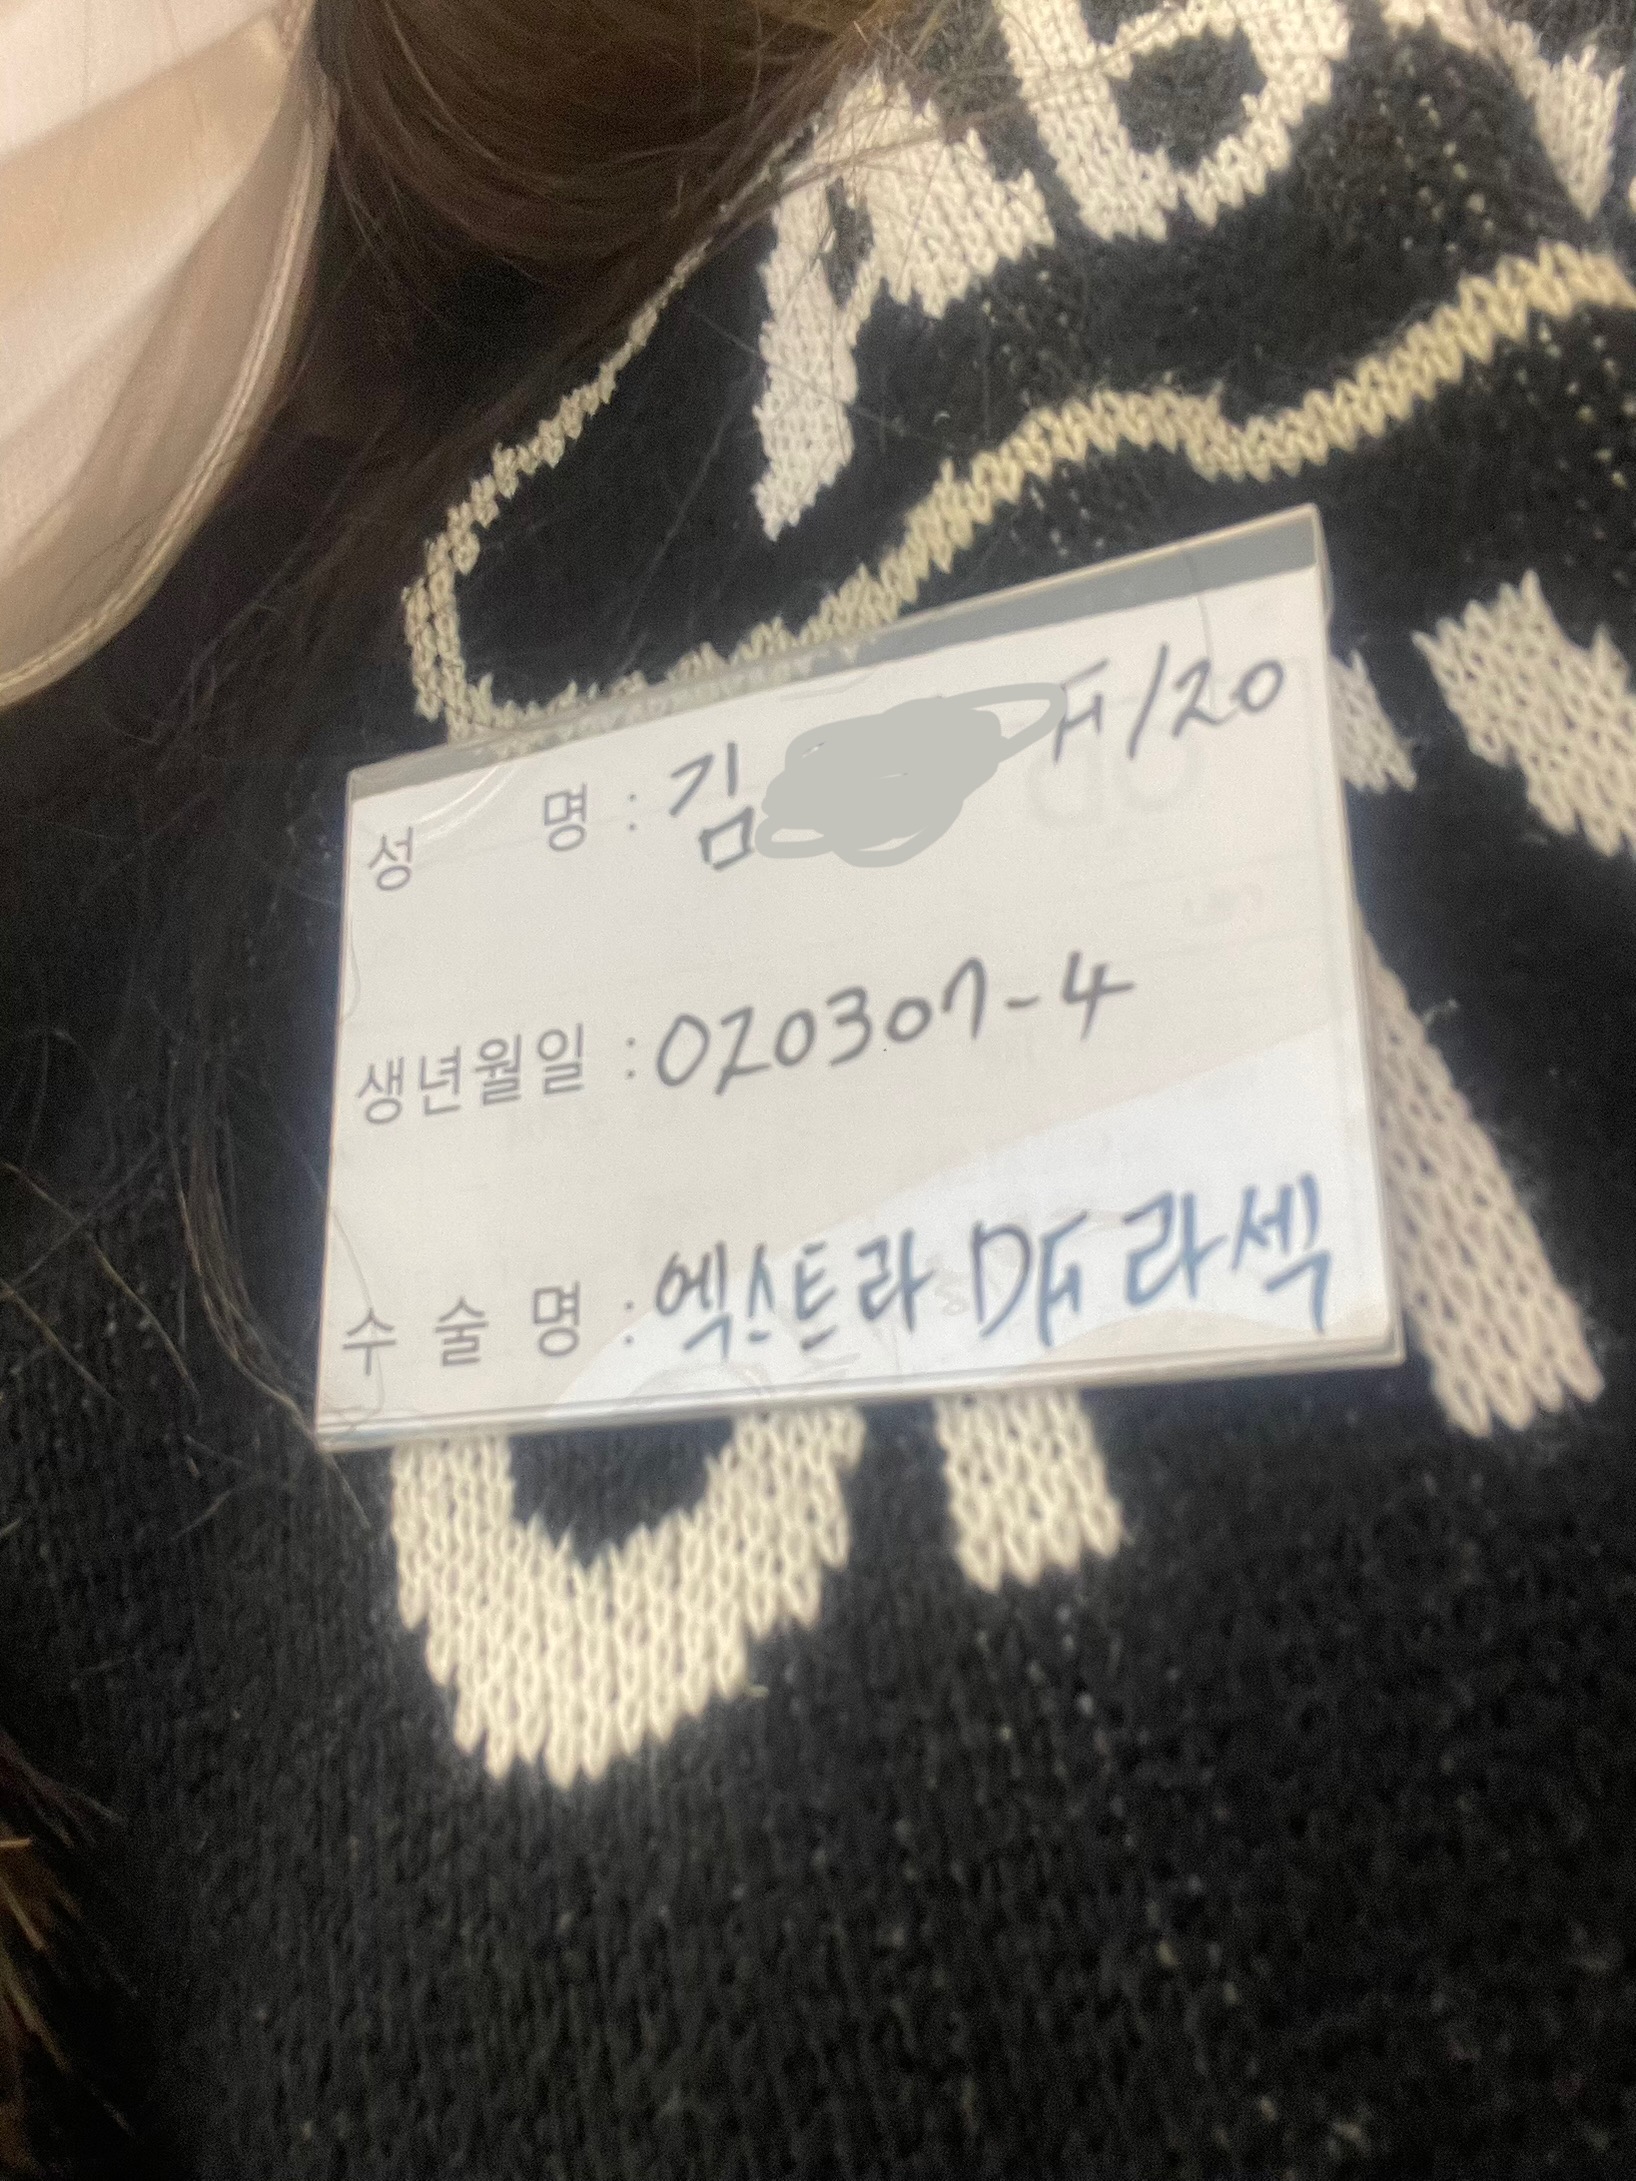 성 명 : 김 F/20
생년월일 : 020307-4
수 술 명 : 엑스트라 DF 라섹